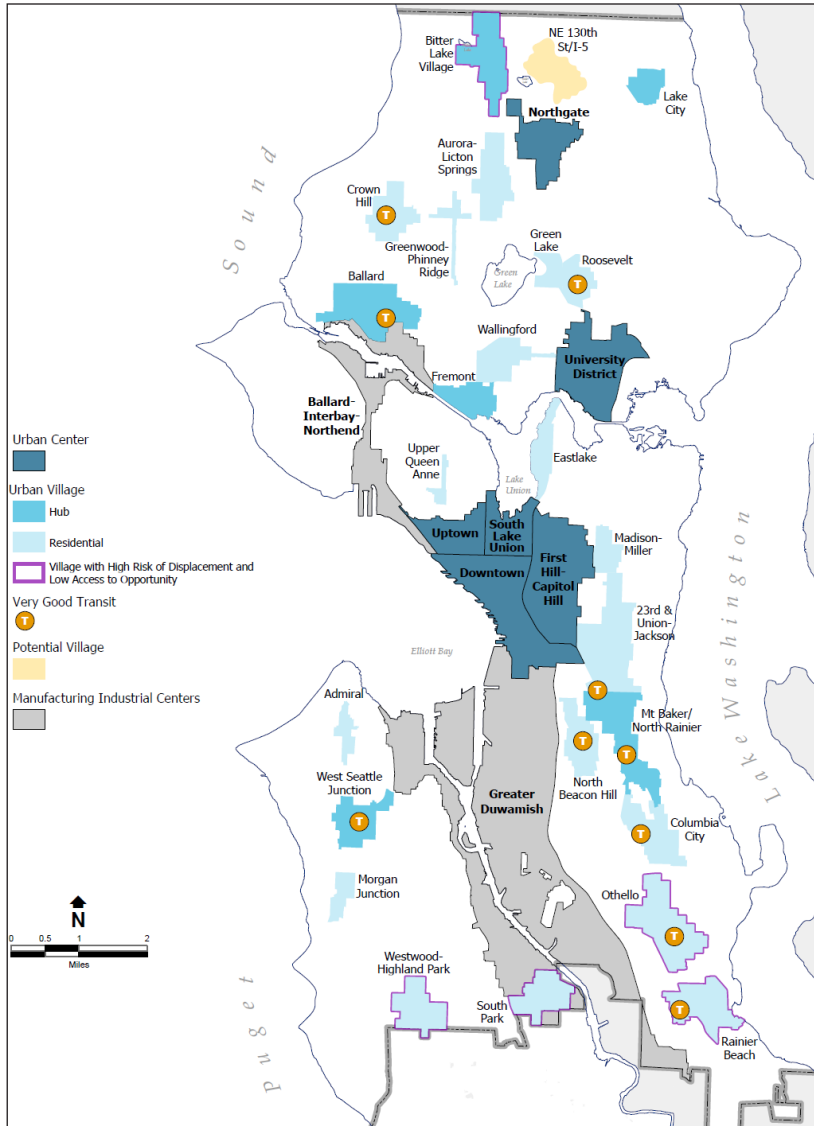 Bitter
Lake
Village
NE 130th
St/I-5
Lake
City
Northgate
Aurora-
Licton
Springs
Crown
Hill
T
Greenwood-
Phinney
Ridge
Green
Lake
Roosevelt
T
Green
Lake
Sound
Ballard
T
Wallingford
University
District
Fremont
Ballard-
Interbay-
Northend
Urban Center
Urban Village
Hub
Residential
Village with High Risk of Displacement and
Low Access to Opportunity
Very Good Transit
T
Potential Village
Manufacturing Industrial Centers
Upper
Queen
Anne
Eastlake
Lake
Union
Uptown
South
Lake
Union
First
Hill-
Capitol
Hill
Downtown
Madison-
Miller
23rd &
Union-
Jackson
Lake Washington
Elliott Bay
T
Mt Baker/
North Rainier
T
T
North
Beacon Hill
Admiral
West Seattle
Junction
T
Greater
Duwamish
Columbia
City
T
Morgan
Junction
Othello
T
N
0 0.5 1 2
Miles
Westwood-
Highland Park
South
Park
T
Rainier
Beach
Puget